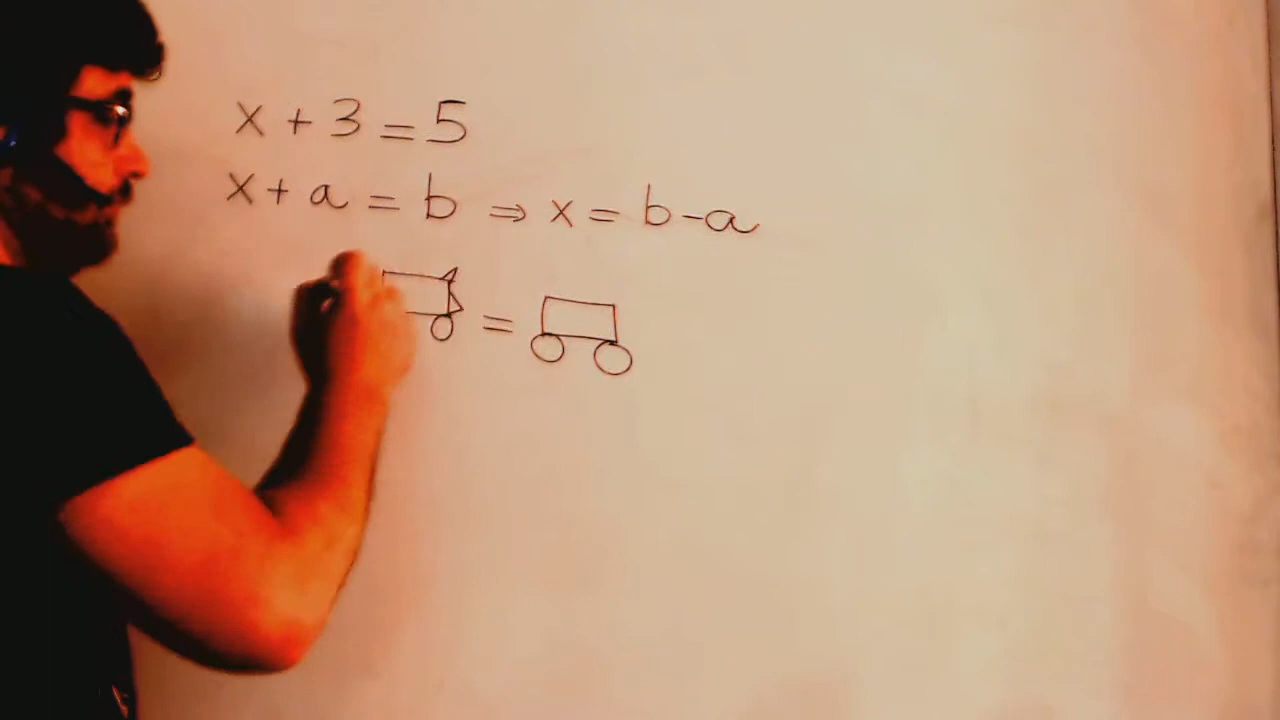 x + 3 = 5
x + a = b ⇒ x = b - a
=